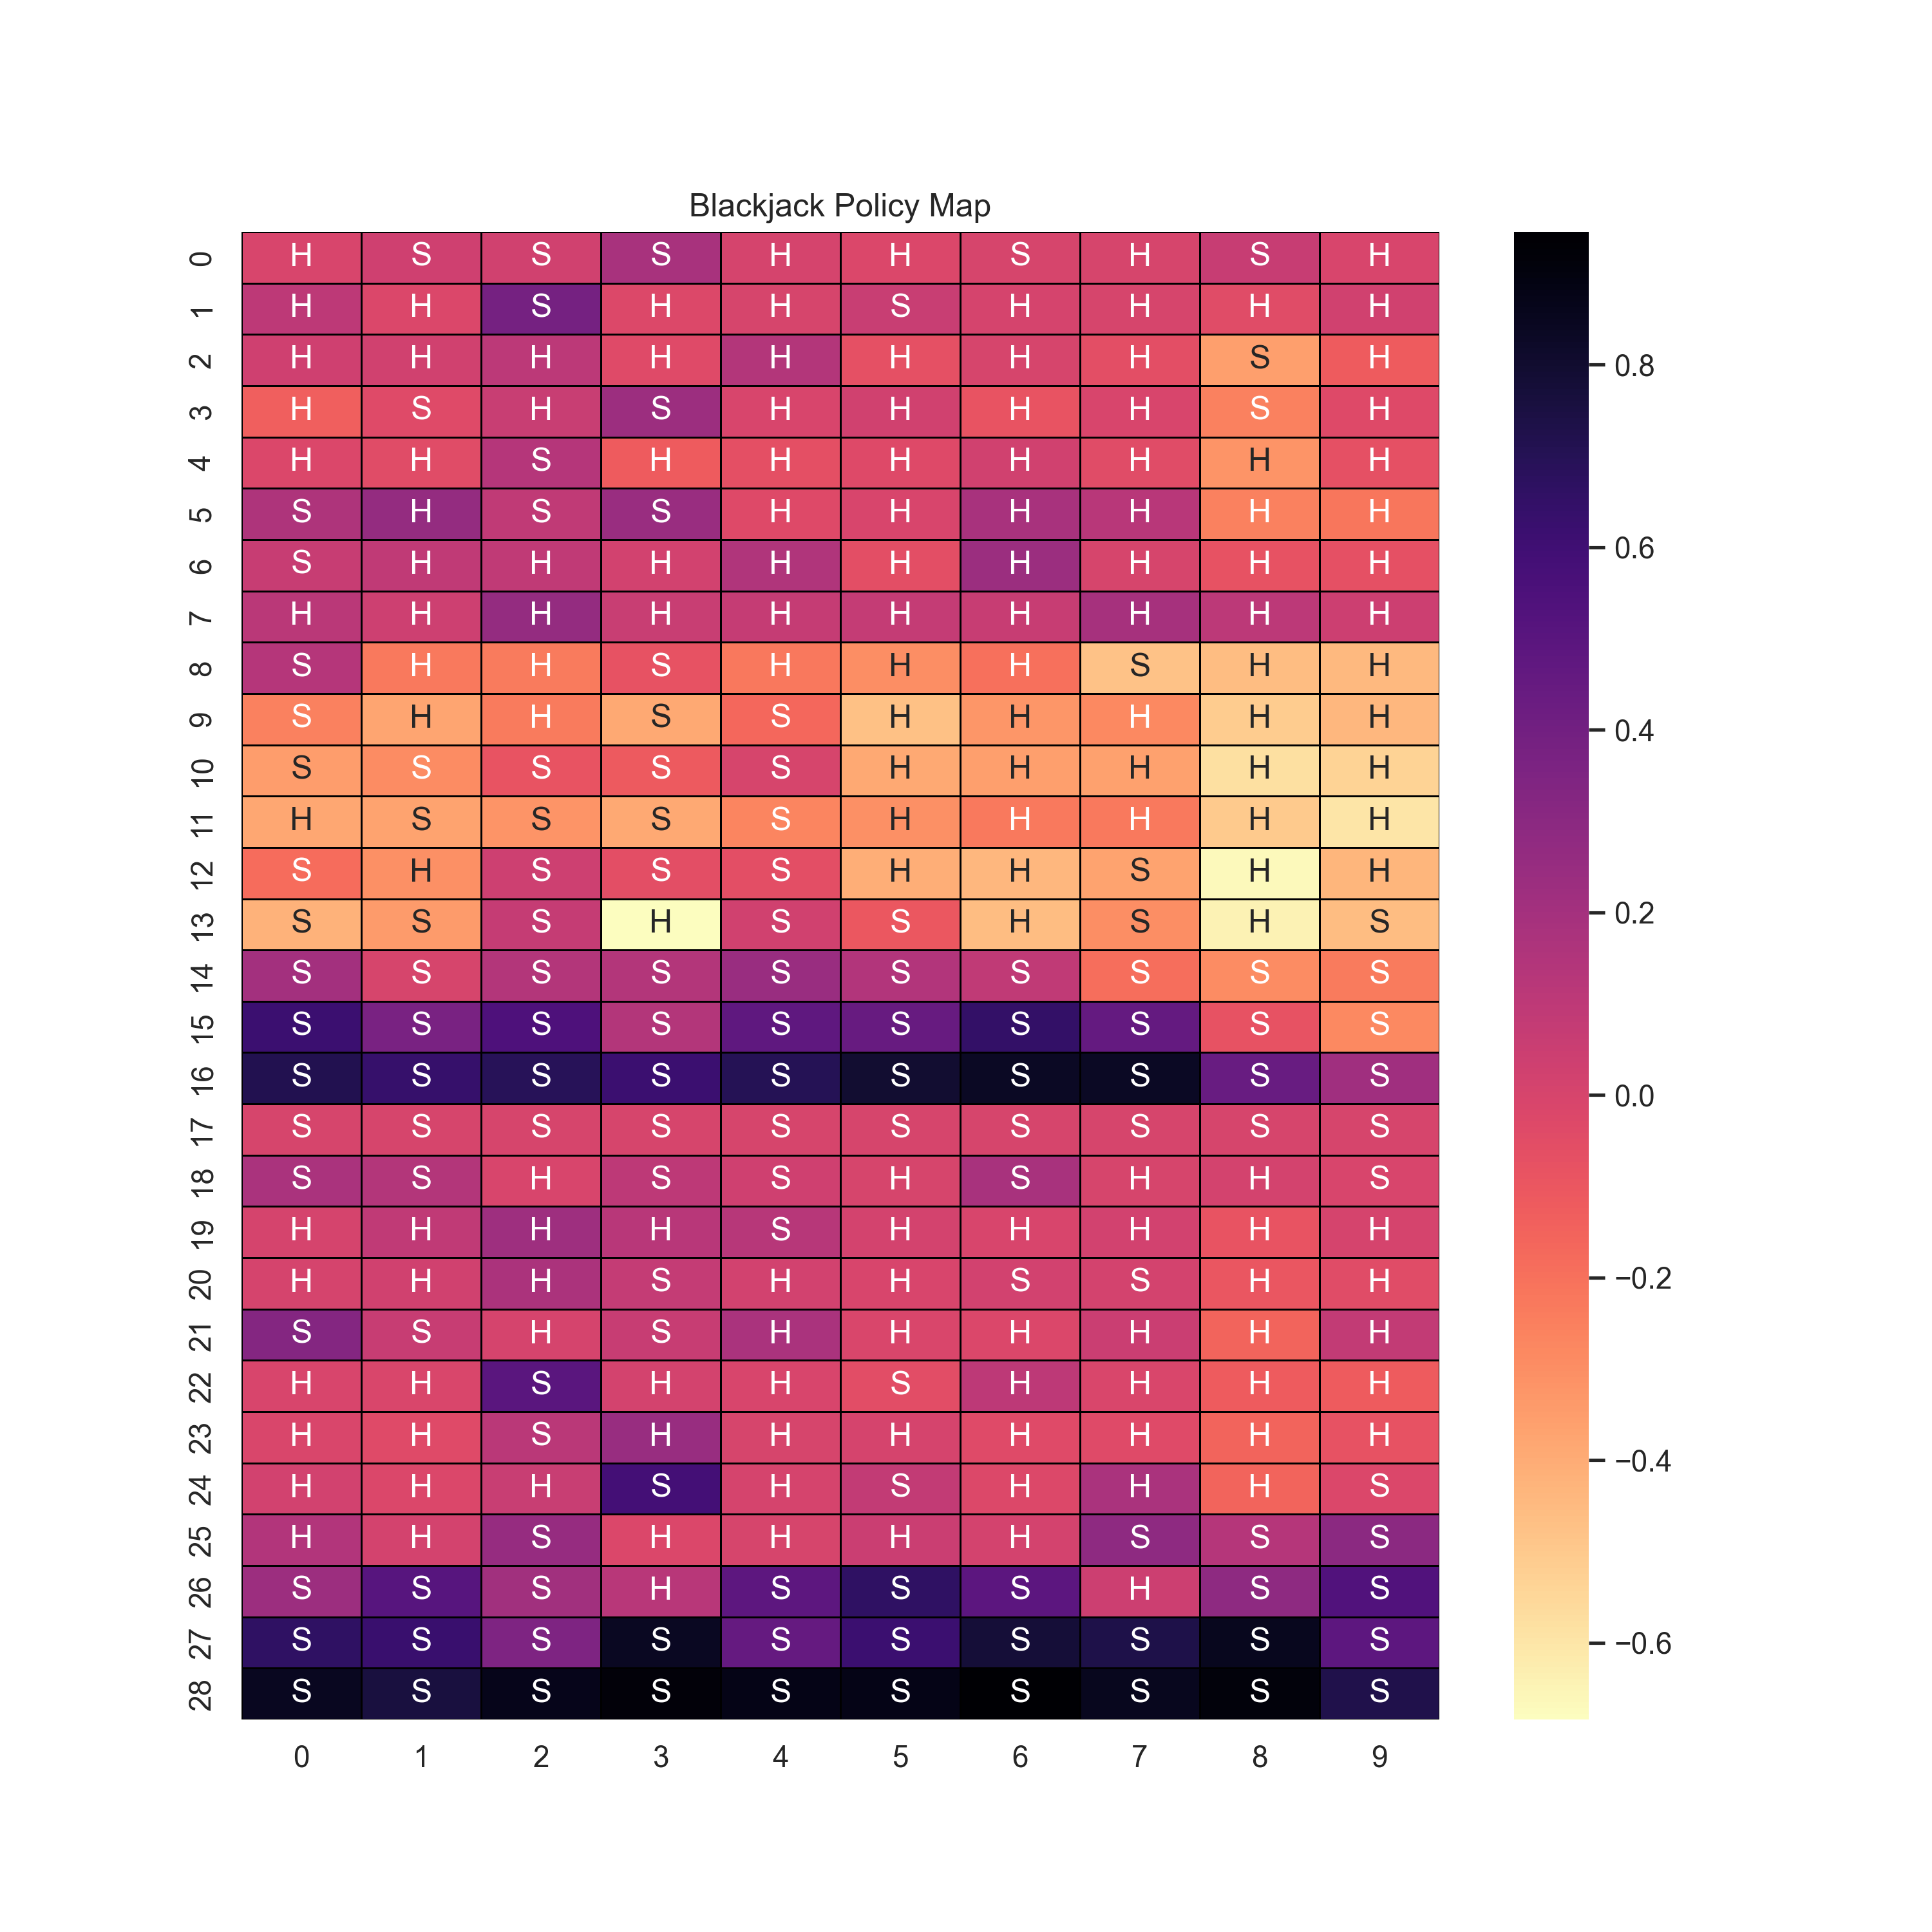 Blackjack Policy Map
0 H S S S H H S H S H
1 H H S H H S H H H H
2 H H H H H H H H S H
3 H S H S H H H H S H
4 H H S H H H H H H H
5 S H S S H H H H H H
6 S H H H H H H H H H
7 H H H H H H H H H H
8 S H H S H H H S H H
9 S H H S S H H H H H
10 S S S S S H H H H H
11 H S S S S H H H H H
12 S H S S S H H S H H
13 S S S H S S H S H S
14 S S S S S S S S S S
15 S S S S S S S S S S
16 S S S S S S S S S S
17 S S S S S S S S S S
18 S S H S S H S H H S
19 H H H H S H H H H H
20 H H H S H H S S H H
21 S S H S H H H H H H
22 H H S H H S H H H H
23 H H S H H H H H H H
24 H H H S H S H H H S
25 H H S H H H H S S S
26 S S S H S S S H S S
27 S S S S S S S S S S
28 S S S S S S S S S S
0 1 2 3 4 5 6 7 8 9
0.8
0.6
0.4
0.2
0.0
−0.2
−0.4
−0.6